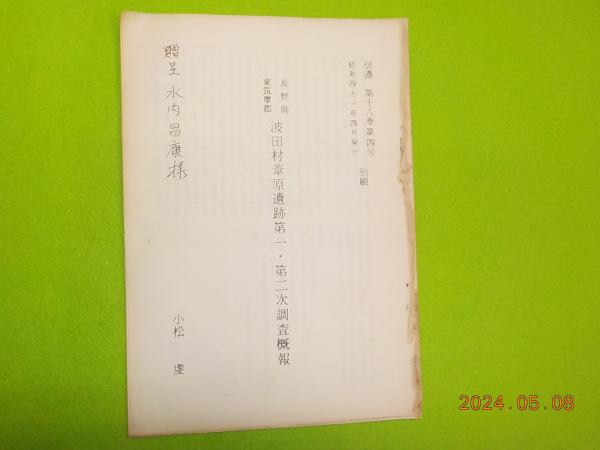 信濃 第十八巻第四号 別刷
昭和四十一年四月発行
長野県
東筑摩郡
波田村葦原遺跡第一・第二次調査概報
小松 虔
贈呈 水内昌康様
2024.05.08